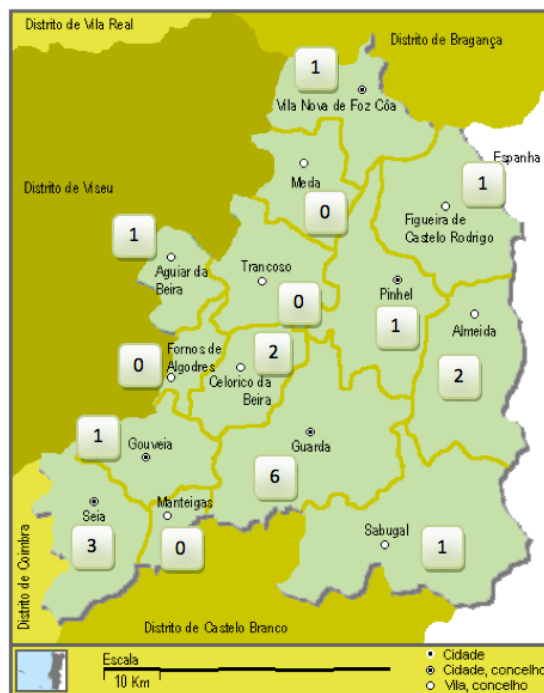 Distrito de Vila Real
Distrito de Bragança
1
Vila Nova de Foz Côa
Espanha
Meda
1
Distrito de Viseu
0
Figueira de
Castelo Rodrigo
1
Aguiar da
Beira
Trancoso
Pinhel
0
Almeida
1
Fornos de
Algodres
2
0
Celorico da
Beira
2
1
Gouveia
Guarda
6
Seia
Manteigas
3
0
Sabugal
1
Distrito de Coimbra
Distrito de Castelo Branco
Escala
10 Km
Cidade
Cidade, concelho
Vila, concelho